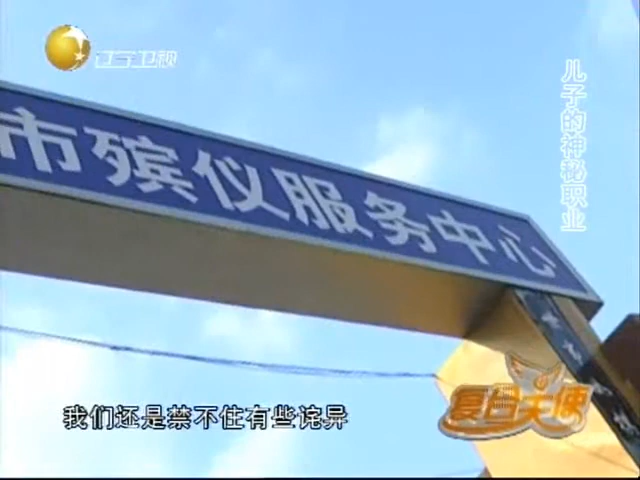 辽宁卫视
儿子的神秘职业
市殡仪服务中心
复合天使
我们还是禁不住有些诧异